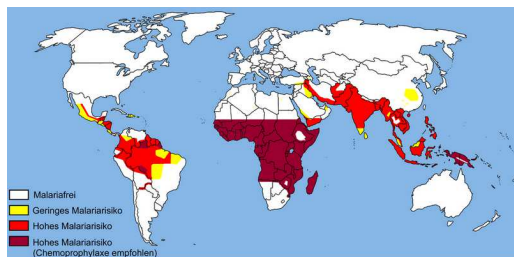 Malariafrei
Geringes Malariarisiko
Hohes Malariarisiko
Hohes Malariarisiko
(Chemoprophylaxe empfohlen)